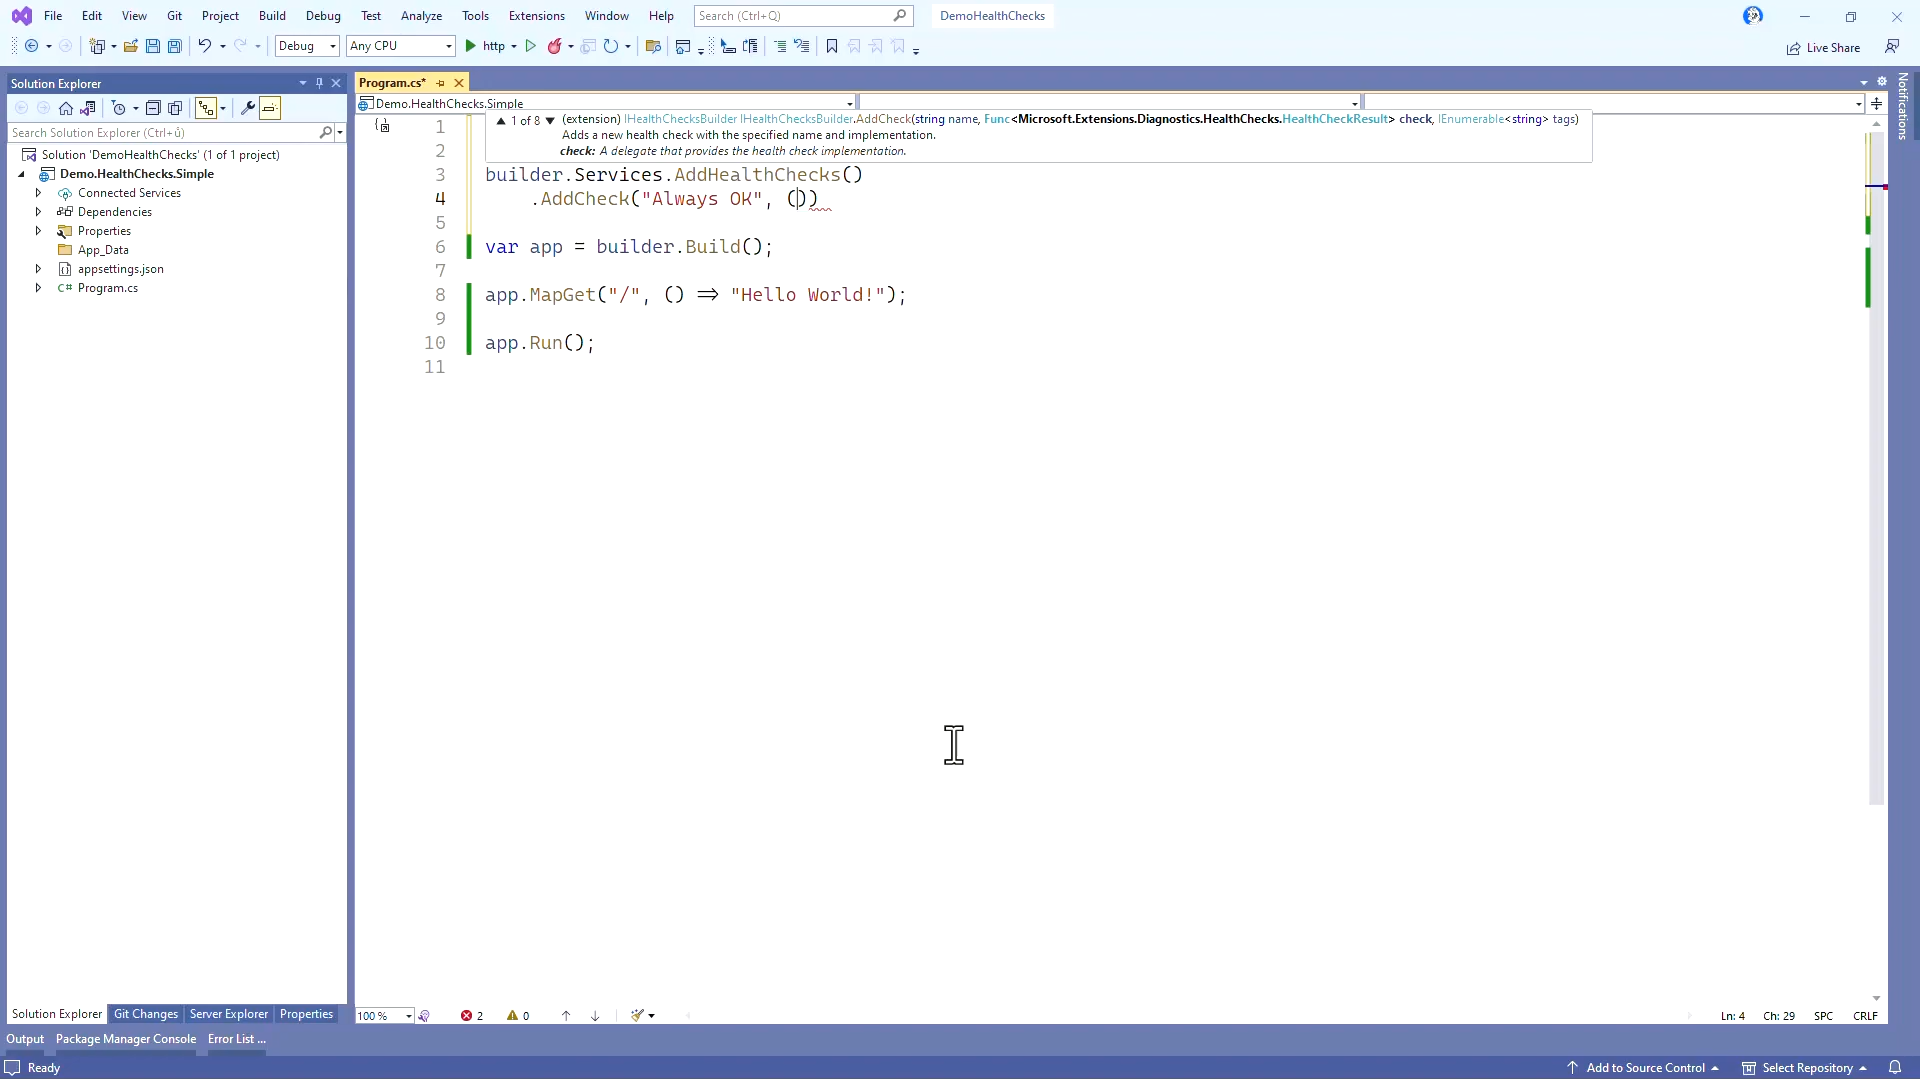 File Edit View Git Project Build Debug Test Analyze Tools Extensions Window Help Search (Ctrl+Q) DemoHealthChecks
Debug Any CPU http Live Share
Solution Explorer
Search Solution Explorer (Ctrl+ů)
Solution 'DemoHealthChecks' (1 of 1 project)
Demo.HealthChecks.Simple
Connected Services
Dependencies
Properties
App_Data
appsettings.json
C# Program.cs
Solution Explorer Git Changes Server Explorer Properties
Program.cs*
Demo.HealthChecks.Simple
1 of 8 (extension) IHealthChecksBuilder IHealthChecksBuilder.AddCheck(string name, Func<Microsoft.Extensions.Diagnostics.HealthChecks.HealthCheckResult> check, IEnumerable<string> tags)
Adds a new health check with the specified name and implementation.
check: A delegate that provides the health check implementation.
1
2
3 builder.Services.AddHealthChecks()
4 .AddCheck("Always OK", ())
5
6 var app = builder.Build();
7
8 app.MapGet("/", () => "Hello World!");
9
10 app.Run();
11
Notifications
100 % 2 0 Ln: 4 Ch: 29 SPC CRLF
Output Package Manager Console Error List ...
Ready Add to Source Control Select Repository